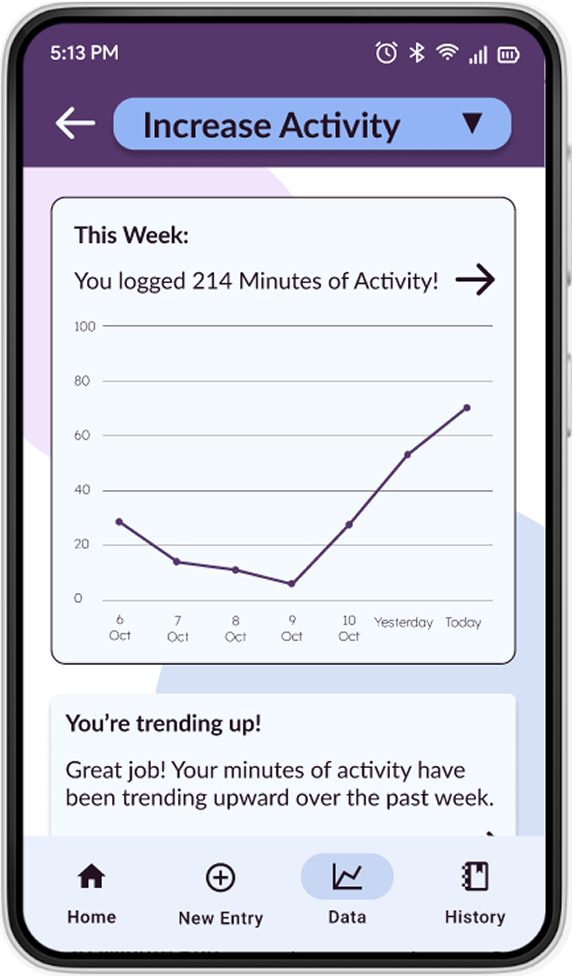 5:13 PM
Increase Activity
This Week:
You logged 214 Minutes of Activity!
100
80
60
40
20
0
6 Oct
7 Oct
8 Oct
9 Oct
10 Oct
Yesterday
Today
You're trending up!
Great job! Your minutes of activity have
been trending upward over the past week.
Home
New Entry
Data
History